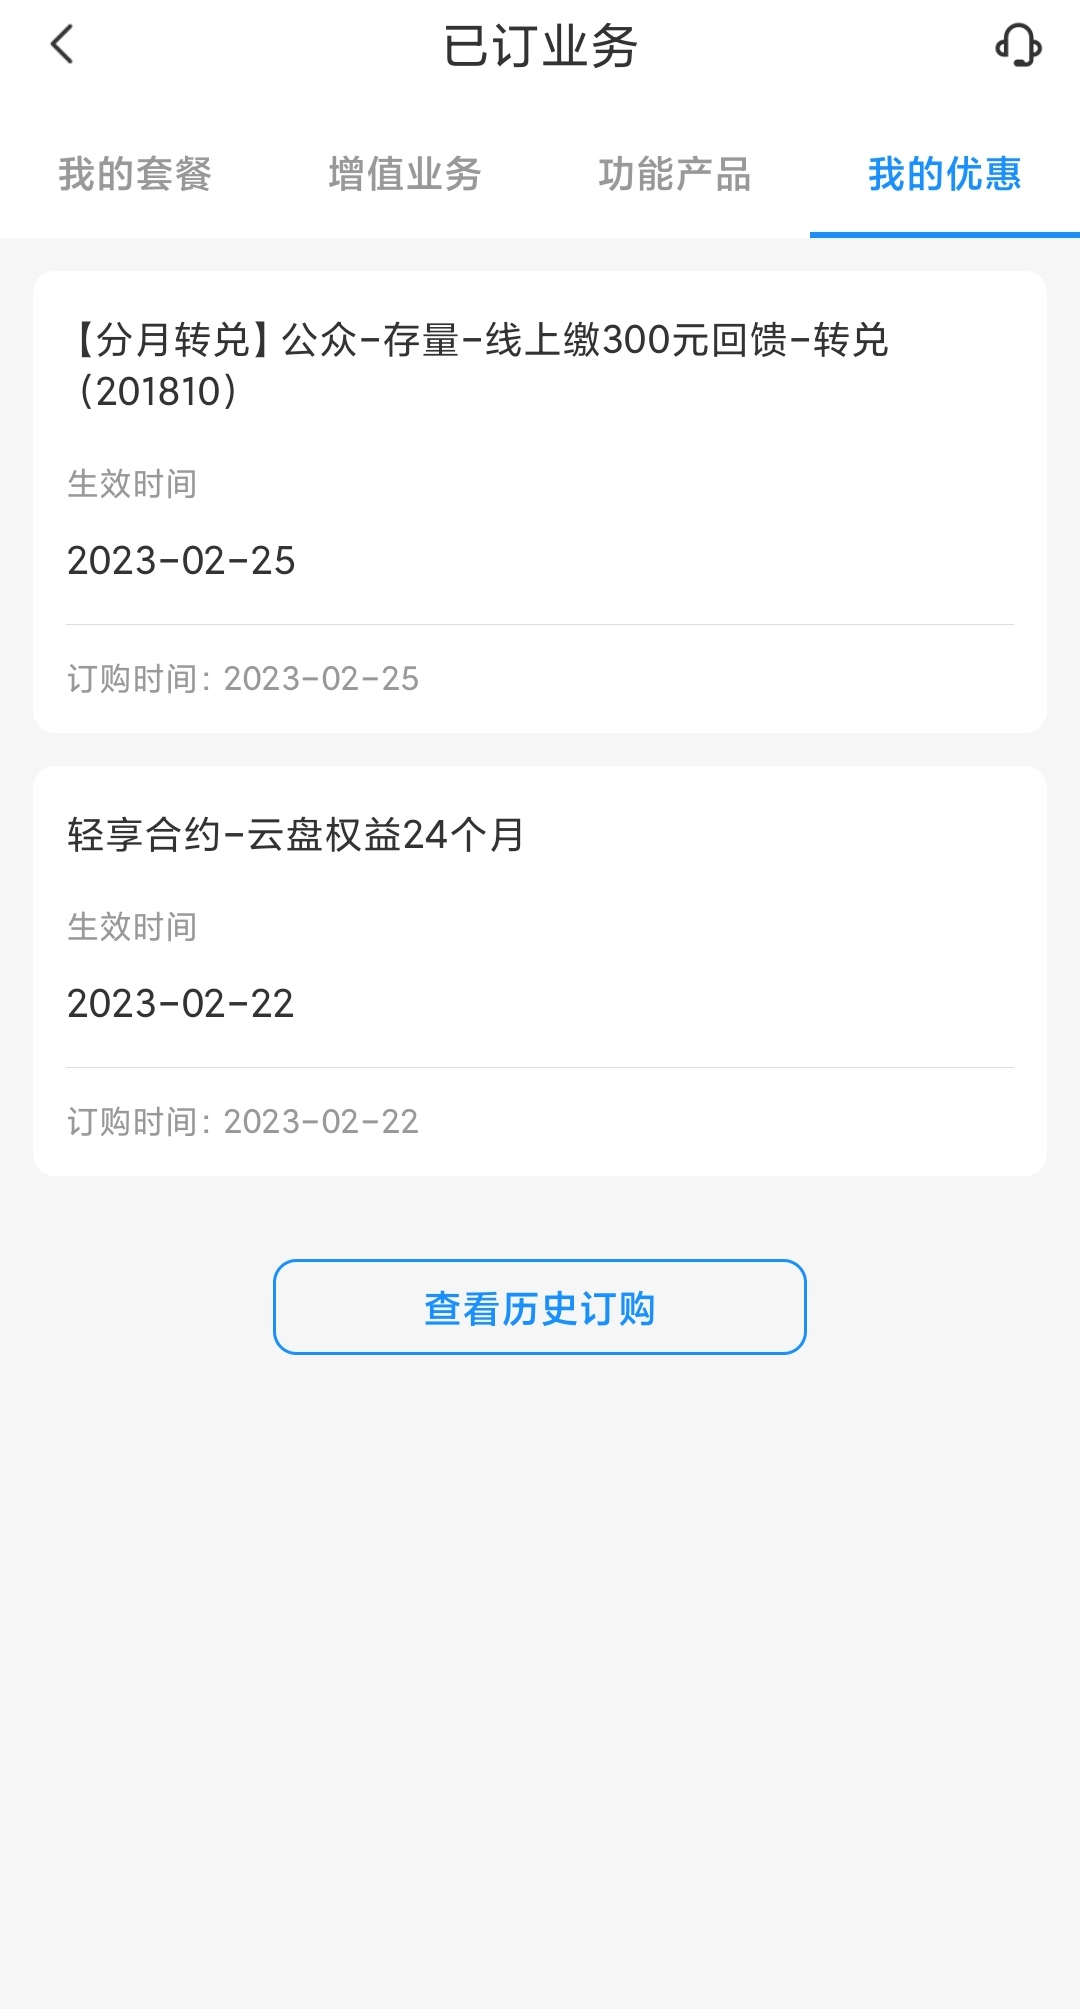 已订业务
我的套餐 增值业务 功能产品 我的优惠
【分月转兑】公众-存量-线上缴300元回馈-转兑
（201810）
生效时间
2023-02-25
订购时间：2023-02-25
轻享合约-云盘权益24个月
生效时间
2023-02-22
订购时间：2023-02-22
查看历史订购